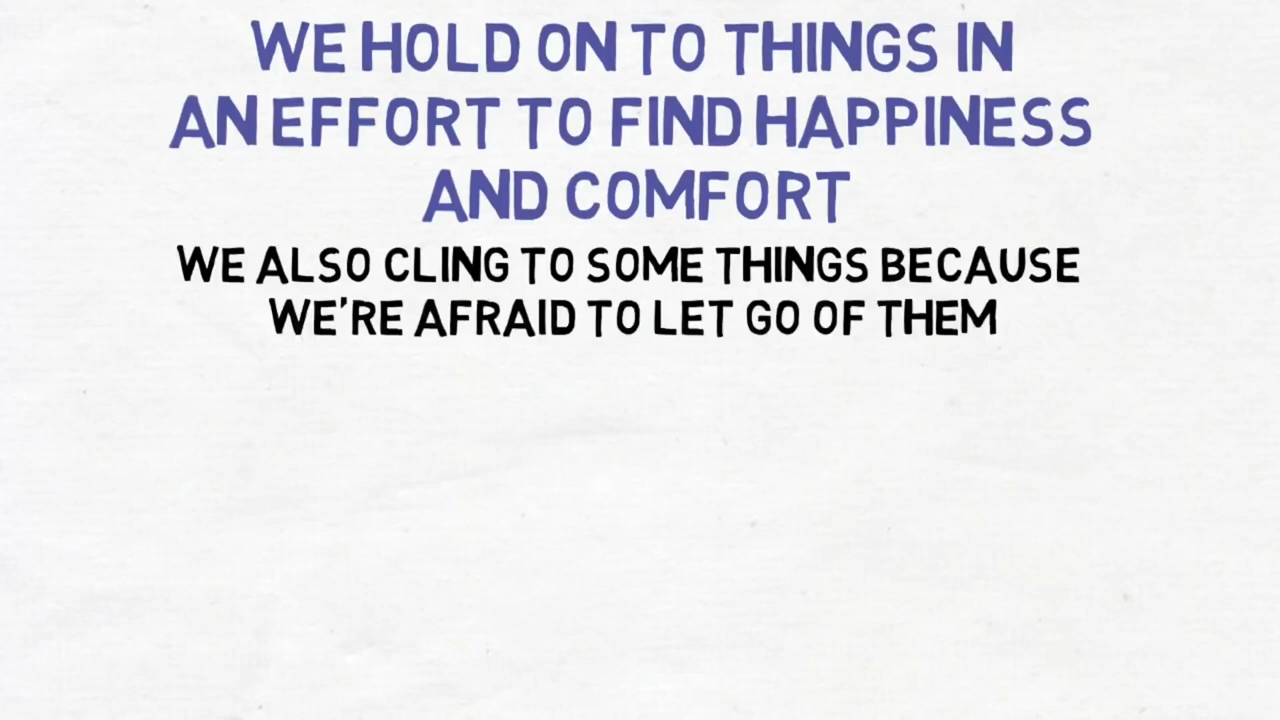 WE HOLD ON TO THINGS IN
AN EFFORT TO FIND HAPPINESS
AND COMFORT
WE ALSO CLING TO SOME THINGS BECAUSE
WE'RE AFRAID TO LET GO OF THEM